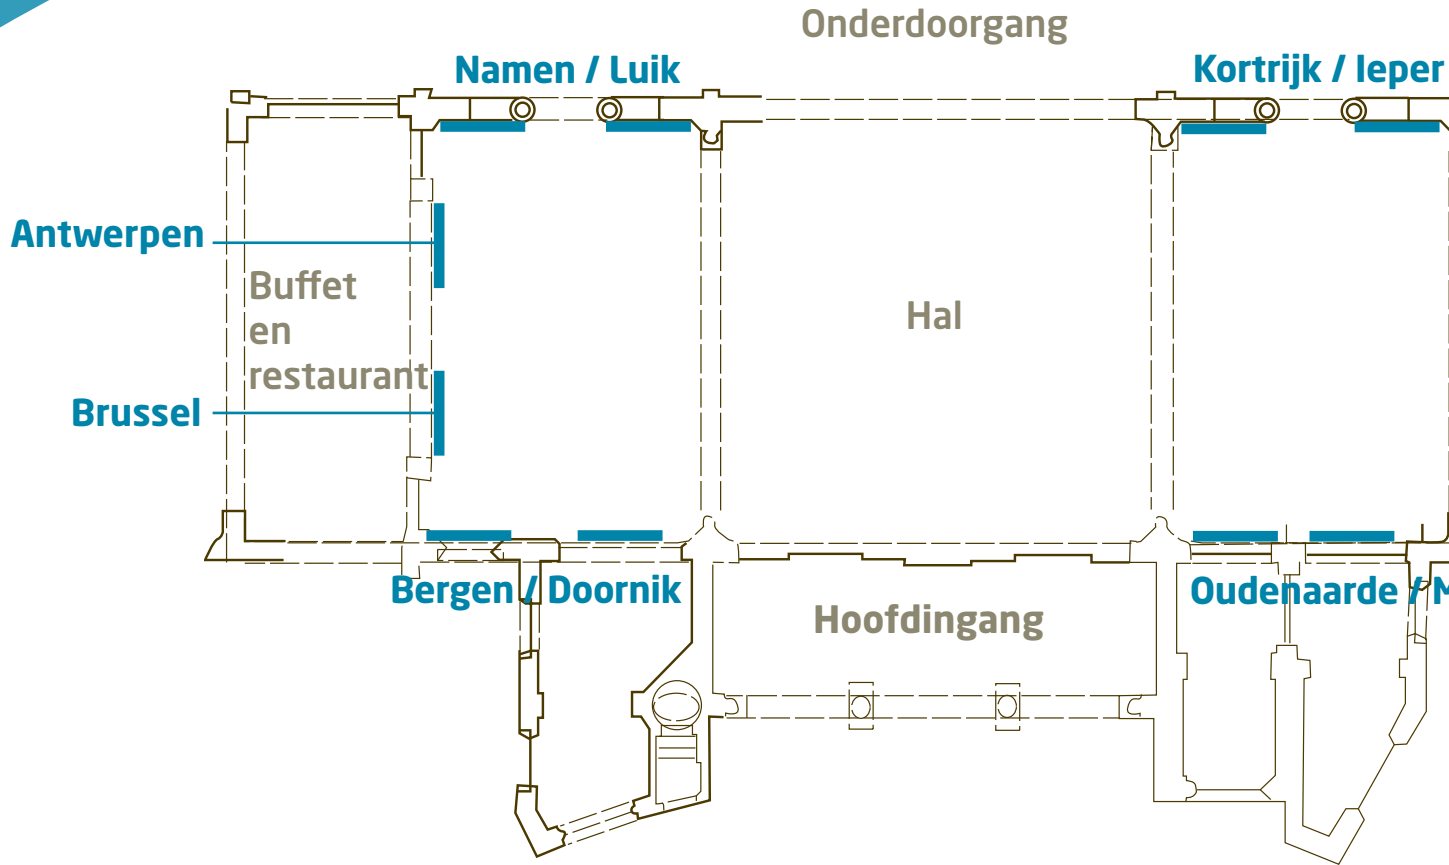 Onderdoorgang
Namen / Luik
Kortrijk / Ieper
Antwerpen
Buffet
en
restaurant
Hal
Brussel
Bergen / Doornik
Oudenaarde / M
Hoofdingang